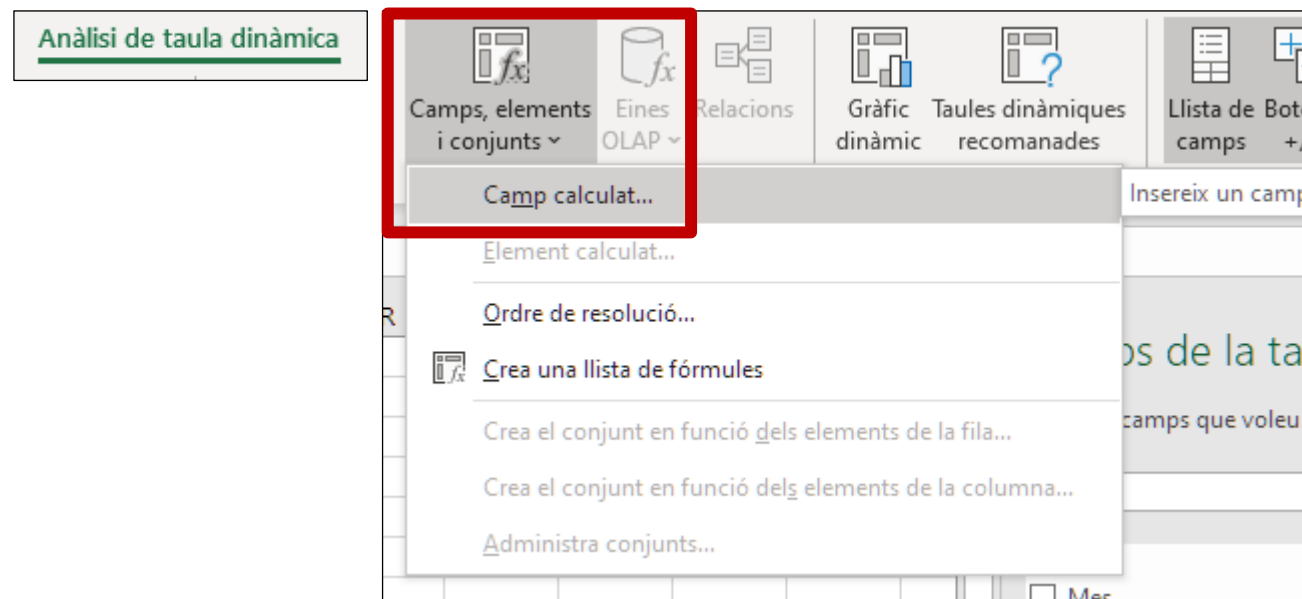 Anàlisi de taula dinàmica
Camps, elements
i conjunts
Eines
OLAP
Relacions
Gràfic
dinàmic
Taules dinàmiques
recomanades
Llista de
camps
Camp calculat...
Insereix un
Element calculat...
Ordre de resolució...
R
Crea una llista de fórmules
de la
Crea el conjunt en funció dels elements de la fila...
camps que voleu
Crea el conjunt en funció dels elements de la columna...
Administra conjunts...
Mes